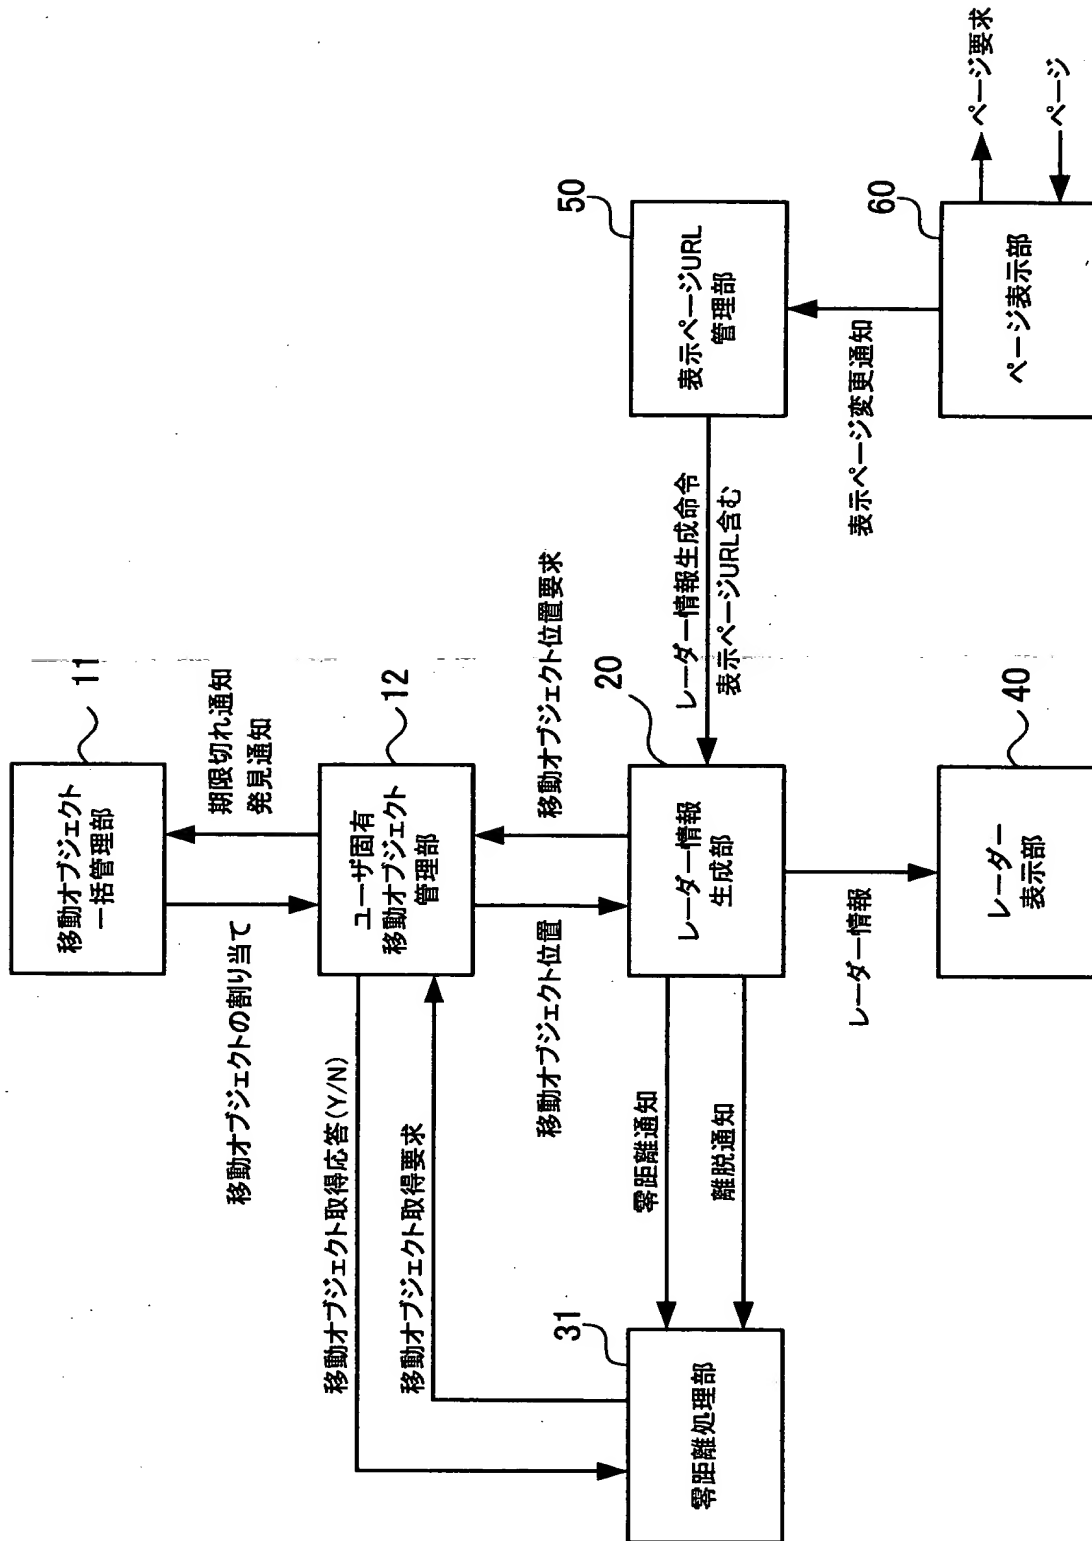 11
移動オブジェクト
一括管理部
移動オブジェクトの割り当て
期限切れ通知
発見通知
12
ユーザ固有
移動オブジェクト
管理部
移動オブジェクト取得応答(Y/N)
移動オブジェクト取得要求
移動オブジェクト位置
移動オブジェクト位置要求
31
零距離処理部
零距離通知
離脱通知
20
レーダー情報
生成部
レーダー情報生成命令
表示ページURL含む
50
表示ページURL
管理部
レーダー情報
表示ページ変更通知
40
レーダー
表示部
60
ページ表示部
ページ要求
ページ